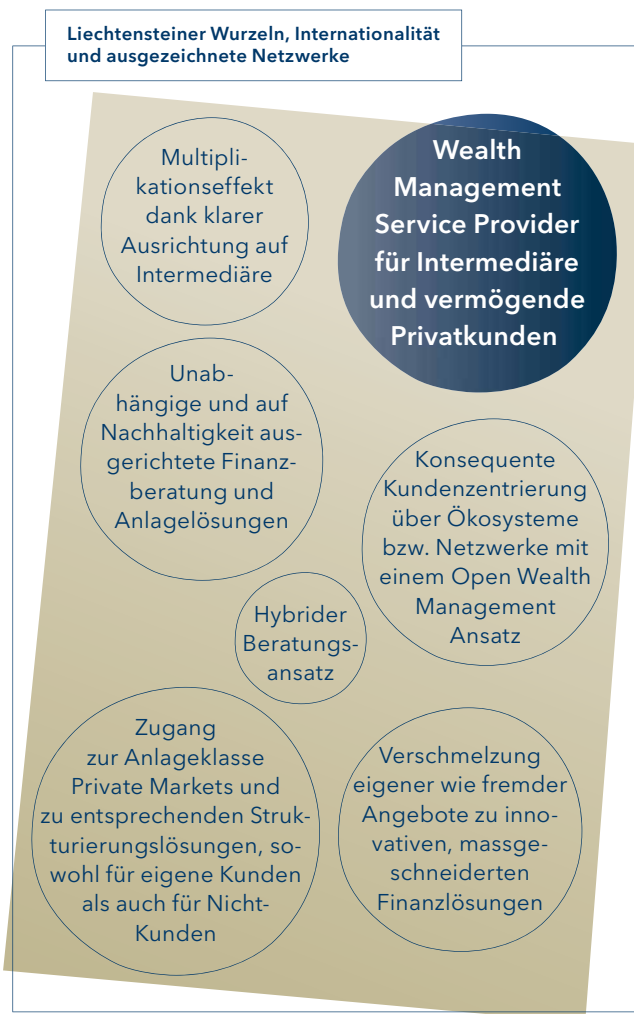 Liechtensteiner Wurzeln, Internationalität
und ausgezeichnete Netzwerke
Multipli-
kationseffekt
dank klarer
Ausrichtung auf
Intermediäre
Wealth
Management
Service Provider
für Intermediäre
und vermögende
Privatkunden
Unab-
hängige und auf
Nachhaltigkeit aus-
gerichtete Finanz-
beratung und
Anlagelösungen
Konsequente
Kundenzentrierung
über Ökosysteme
bzw. Netzwerke mit
einem Open Wealth
Management
Ansatz
Hybrider
Beratungs-
ansatz
Zugang
zur Anlageklasse
Private Markets und
zu entsprechenden Struk-
turierungslösungen, so-
wohl für eigene Kunden
als auch für Nicht-
Kunden
Verschmelzung
eigener wie fremder
Angebote zu inno-
vativen, massge-
schneiderten
Finanzlösungen